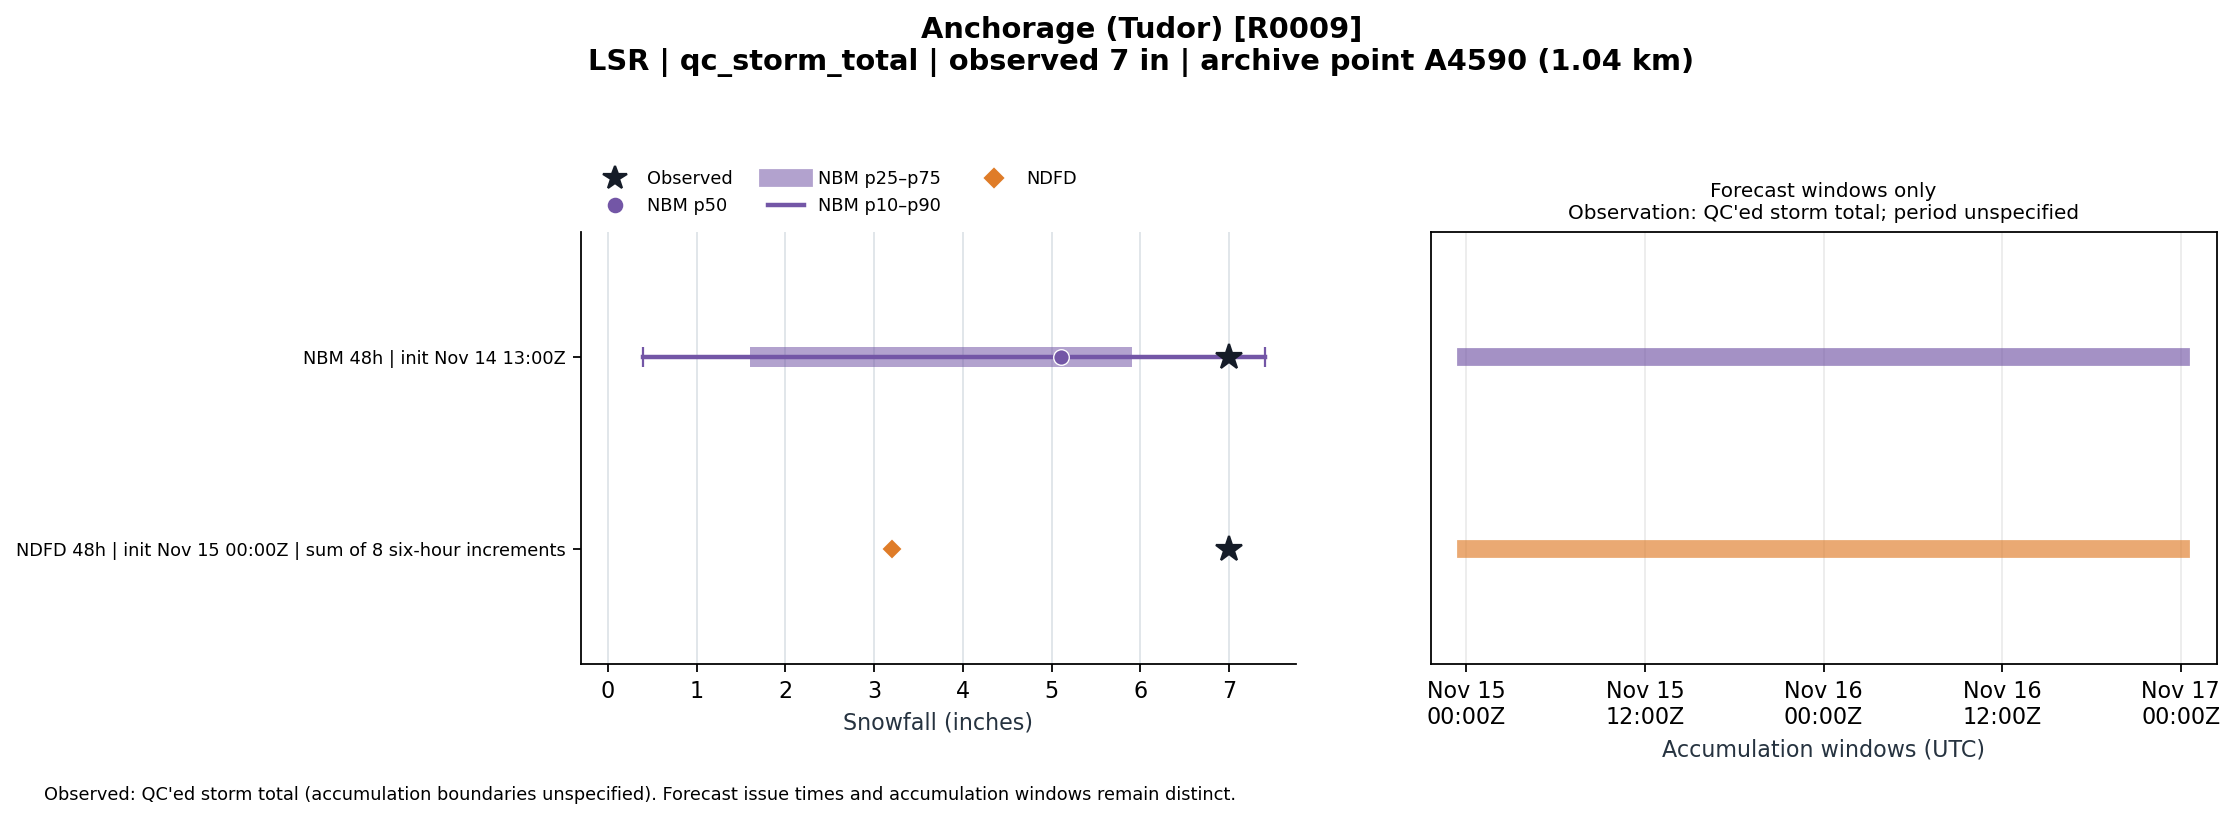 Anchorage (Tudor) [R0009]
LSR | qc_storm_total | observed 7 in | archive point A4590 (1.04 km)
Observed
NBM p50
NBM p25–p75
NBM p10–p90
NDFD
Forecast windows only
Observation: QC'ed storm total; period unspecified
NBM 48h | init Nov 14 13:00Z
NDFD 48h | init Nov 15 00:00Z | sum of 8 six-hour increments
0 1 2 3 4 5 6 7
Snowfall (inches)
Nov 15 Nov 15 Nov 16 Nov 16 Nov 17
00:00Z 12:00Z 00:00Z 12:00Z 00:00Z
Accumulation windows (UTC)
Observed: QC'ed storm total (accumulation boundaries unspecified). Forecast issue times and accumulation windows remain distinct.